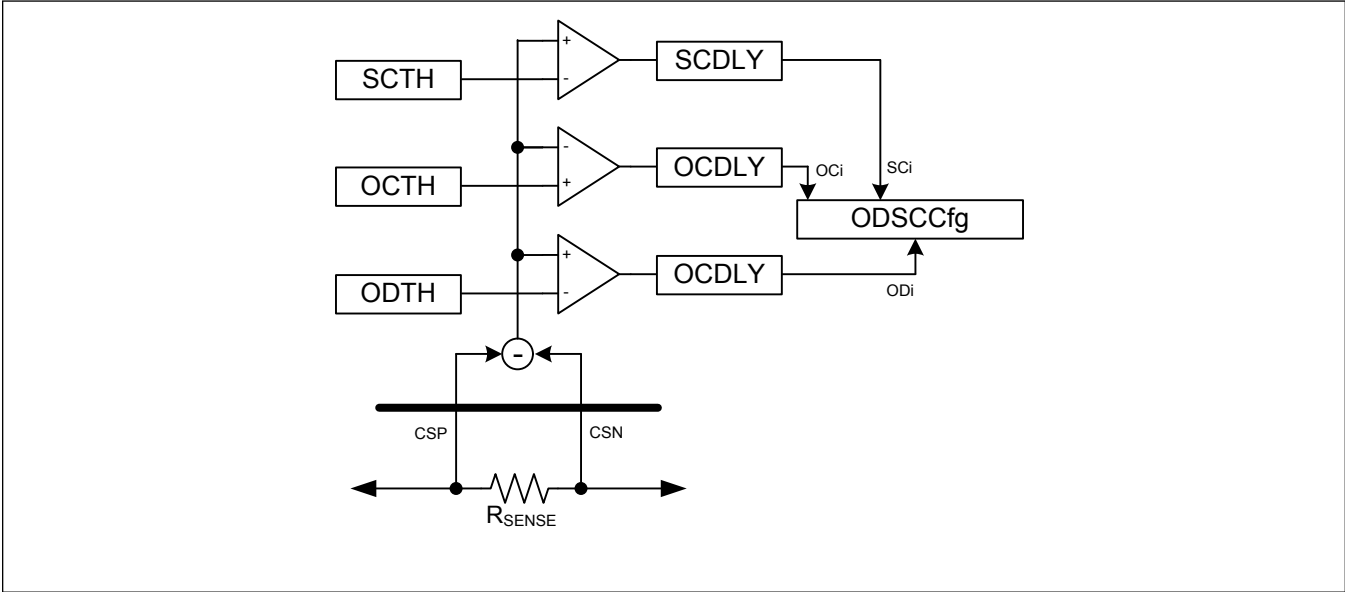 +
SCDLY
SCTH
-
-
OCDLY
OCi
SCi
OCTH
+
ODSCCfg
+
OCDLY
ODTH
-
ODi
-
CSP
CSN
RSENSE